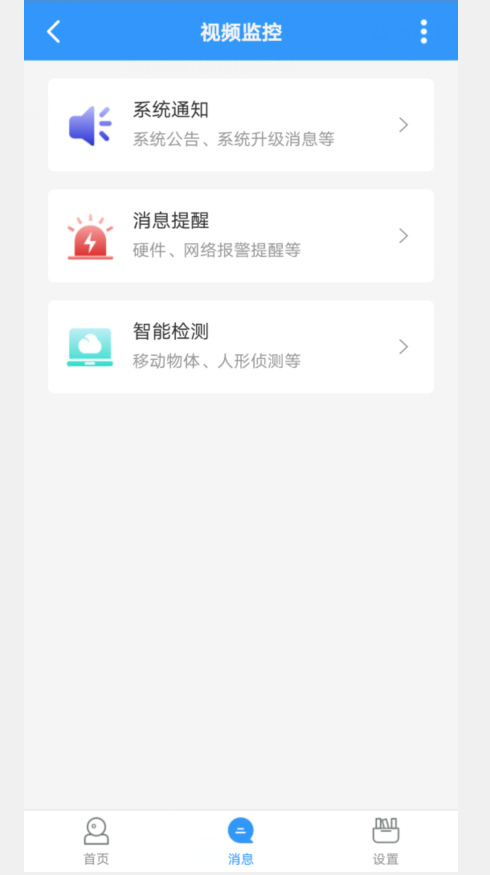 视频监控
系统通知
系统公告、系统升级消息等
消息提醒
硬件、网络报警提醒等
智能检测
移动物体、人形侦测等
首页
消息
设置